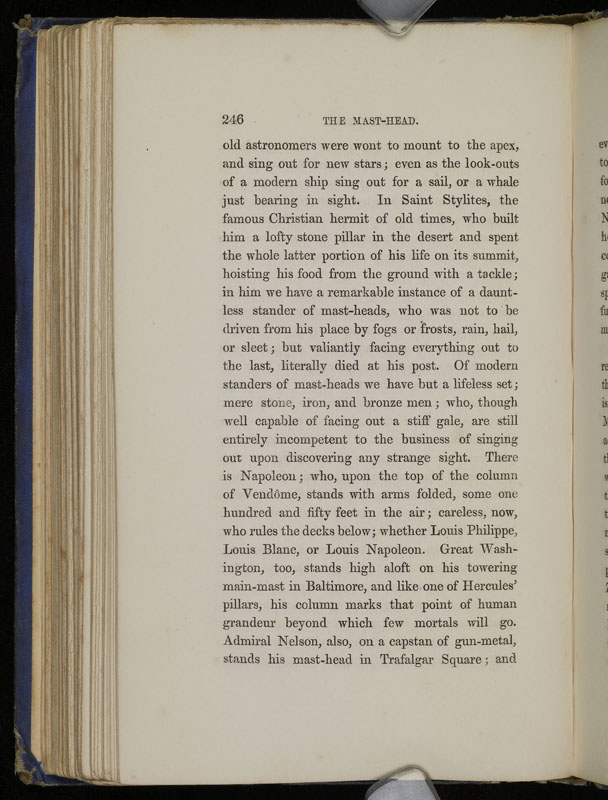 246 THE MAST-HEAD.
old astronomers were wont to mount to the apex,
and sing out for new stars; even as the look-outs
of a modern ship sing out for a sail, or a whale
just bearing in sight. In Saint Stylites, the
famous Christian hermit of old times, who built
him a lofty stone pillar in the desert and spent
the whole latter portion of his life on its summit,
hoisting his food from the ground with a tackle;
in him we have a remarkable instance of a daunt-
less stander of mast-heads, who was not to be
driven from his place by fogs or frosts, rain, hail,
or sleet; but valiantly facing everything out to
the last, literally died at his post. Of modern
standers of mast-heads we have but a lifeless set;
mere stone, iron, and bronze men; who, though
well capable of facing out a stiff gale, are still
entirely incompetent to the business of singing
out upon discovering any strange sight. There
is Napoleon; who, upon the top of the column
of Vendôme, stands with arms folded, some one
hundred and fifty feet in the air; careless, now,
who rules the decks below; whether Louis Philippe,
Louis Blanc, or Louis Napoleon. Great Wash-
ington, too, stands high aloft on his towering
main-mast in Baltimore, and like one of Hercules'
pillars, his column marks that point of human
grandeur beyond which few mortals will go.
Admiral Nelson, also, on a capstan of gun-metal,
stands his mast-head in Trafalgar Square; and